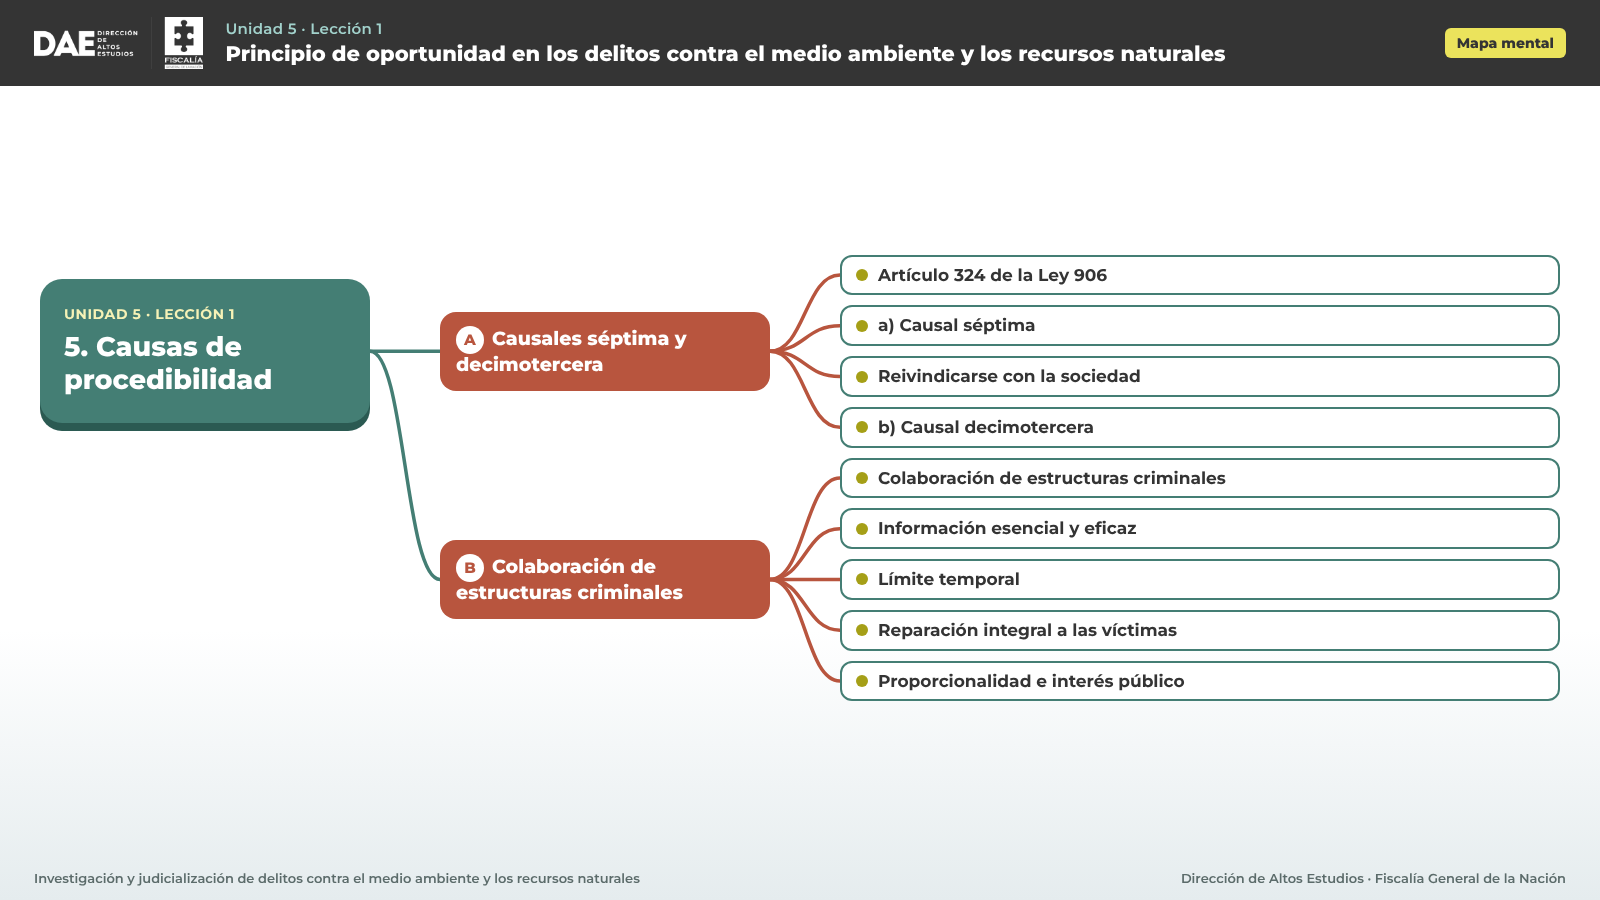 DAE DIRECCIÓN
DE
ALTOS
ESTUDIOS
FISCALÍA
Unidad 5 · Lección 1
Principio de oportunidad en los delitos contra el medio ambiente y los recursos naturales
Mapa mental
UNIDAD 5 · LECCIÓN 1
5. Causas de
procedibilidad
A Causales séptima y
decimotercera
Artículo 324 de la Ley 906
a) Causal séptima
Reivindicarse con la sociedad
b) Causal decimotercera
B Colaboración de
estructuras criminales
Colaboración de estructuras criminales
Información esencial y eficaz
Límite temporal
Reparación integral a las víctimas
Proporcionalidad e interés público
Investigación y judicialización de delitos contra el medio ambiente y los recursos naturales
Dirección de Altos Estudios · Fiscalía General de la Nación